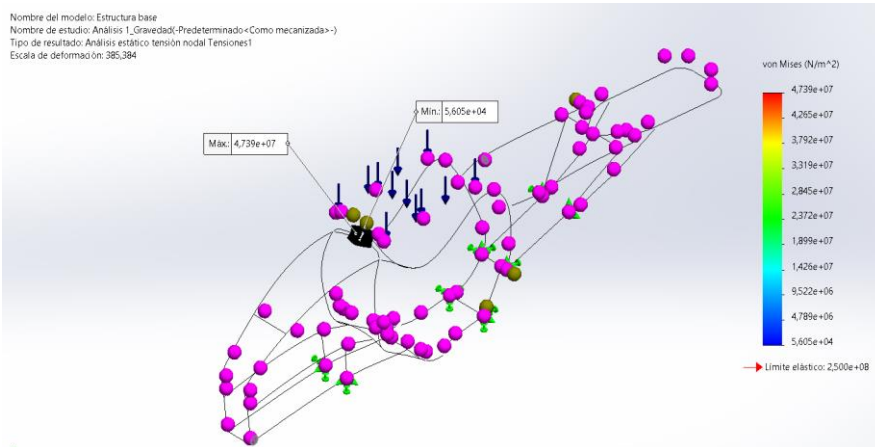 Nombre del modelo: Estructura base
Nombre de estudio: Análisis 1_Gravedad(-Predeterminado<Como mecanizada>-)
Tipo de resultado: Análisis estático tensión nodal Tensiones1
Escala de deformación: 385,384
von Mises (N/m^2)
Mín.: 5,605e+04
Máx.: 4,739e+07
4,739e+07
4,265e+07
3,792e+07
3,319e+07
2,845e+07
2,372e+07
1,899e+07
1,426e+07
9,522e+06
4,789e+06
5,605e+04
Límite elástico: 2,500e+08